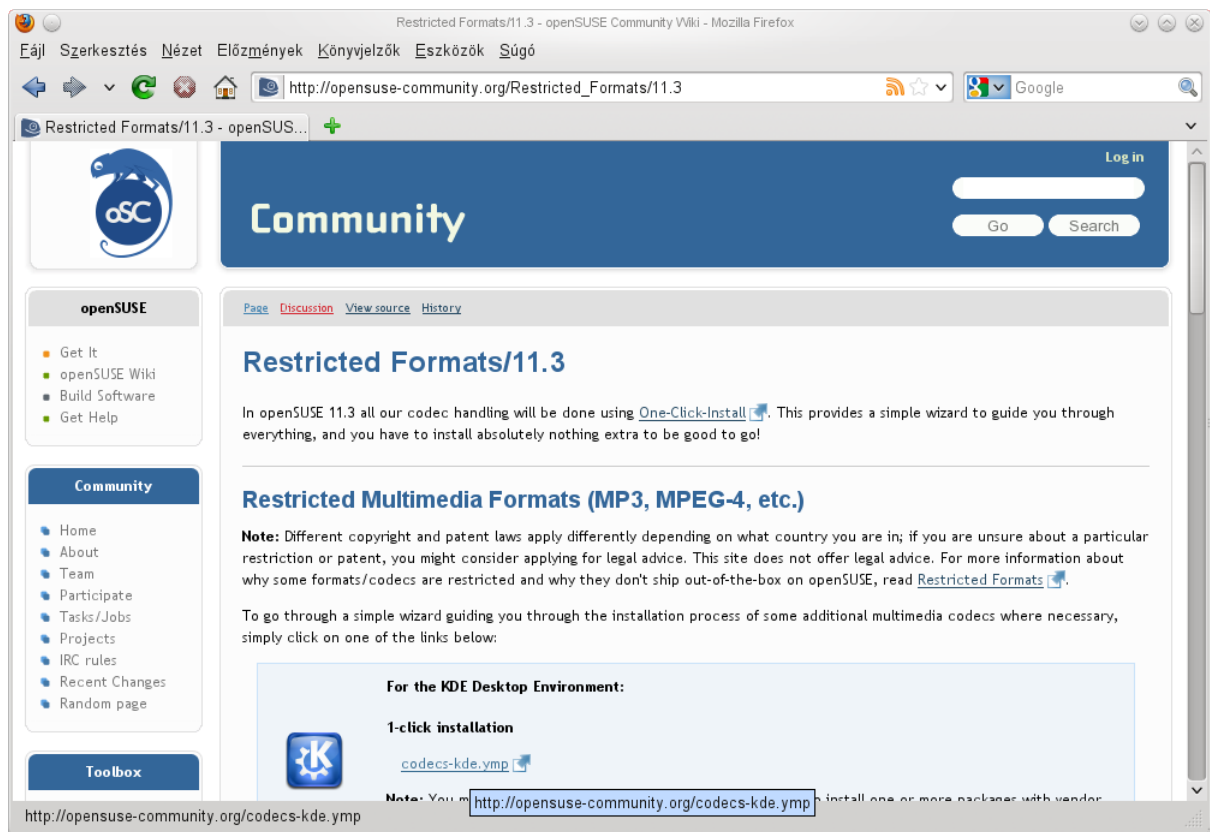 Restricted Formats/11.3 - openSUSE Community Wiki - Mozilla Firefox
Fájl Szerkesztés Nézet Előzmények Könyvjelzők Eszközök Súgó
http://opensuse-community.org/Restricted_Formats/11.3
Google
Restricted Formats/11.3 - openSUS...
oSC
Community
Log in
Go Search
openSUSE
Get It
openSUSE Wiki
Build Software
Get Help
Community
Home
About
Team
Participate
Tasks/Jobs
Projects
IRC rules
Recent Changes
Random page
Toolbox
Page Discussion View source History
Restricted Formats/11.3
In openSUSE 11.3 all our codec handling will be done using One-Click-Install. This provides a simple wizard to guide you through
everything, and you have to install absolutely nothing extra to be good to go!
Restricted Multimedia Formats (MP3, MPEG-4, etc.)
Note: Different copyright and patent laws apply differently depending on what country you are in; if you are unsure about a particular
restriction or patent, you might consider applying for legal advice. This site does not offer legal advice. For more information about
why some formats/codecs are restricted and why they don't ship out-of-the-box on openSUSE, read Restricted Formats.
To go through a simple wizard guiding you through the installation process of some additional multimedia codecs where necessary,
simply click on one of the links below:
For the KDE Desktop Environment:
1-click installation
codecs-kde.ymp
Note: You install one or more packages with vendor
http://opensuse-community.org/codecs-kde.ymp
http://opensuse-community.org/codecs-kde.ymp